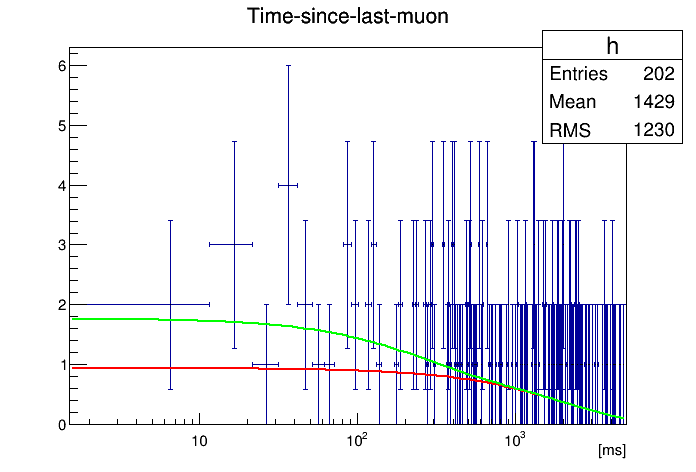 Time-since-last-muon
h
Entries 202
Mean 1429
RMS 1230
6
5
4
3
2
1
0
10 10² 10³
[ms]